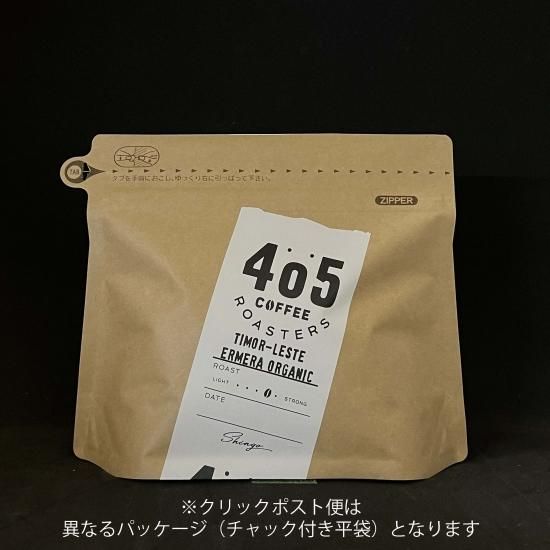 TAB
タブを手前におこし、ゆっくり右に引っぱって下さい。
ZIPPER
4o5
COFFEE
ROASTERS
TIMOR-LESTE
ERMERA ORGANIC
ROAST
LIGHT STRONG
DATE
Shingo
※クリックポスト便は
異なるパッケージ（チャック付き平袋）となります